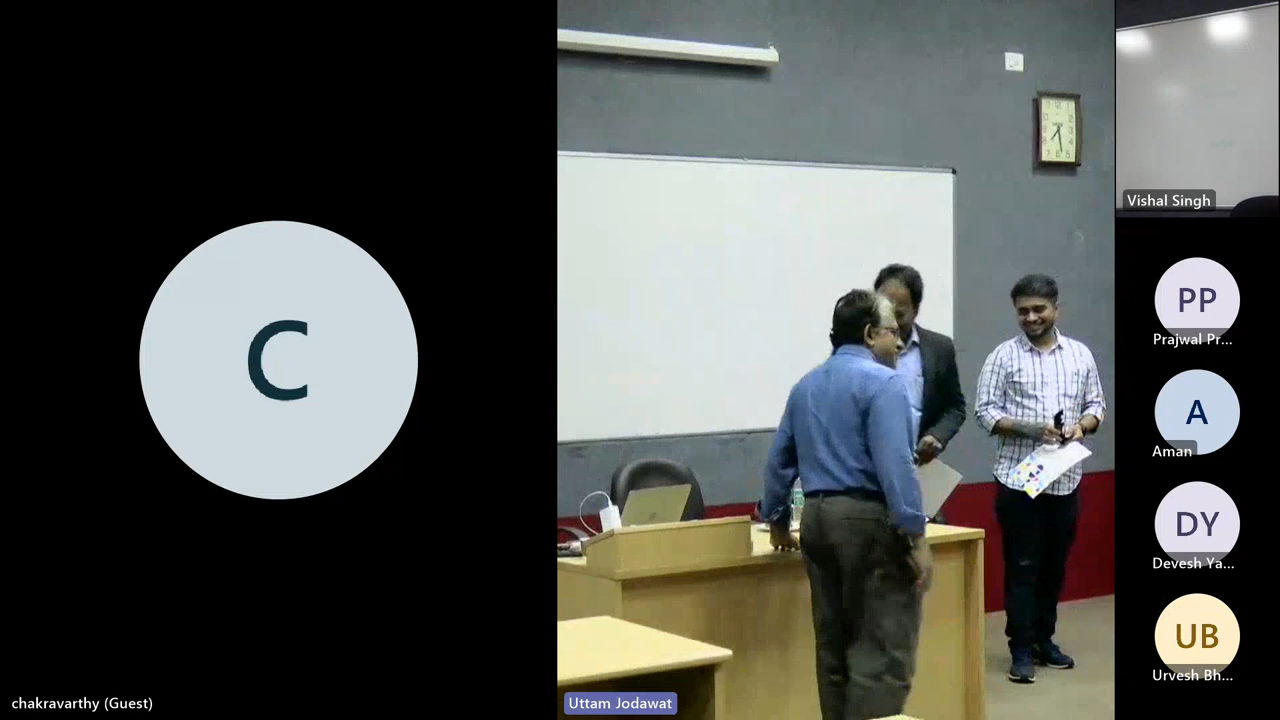 C
chakravarthy (Guest)
Uttam Jodawat
Vishal Singh
PP
Prajwal Pr...
A
Aman
DY
Devesh Ya...
UB
Urvesh Bh...